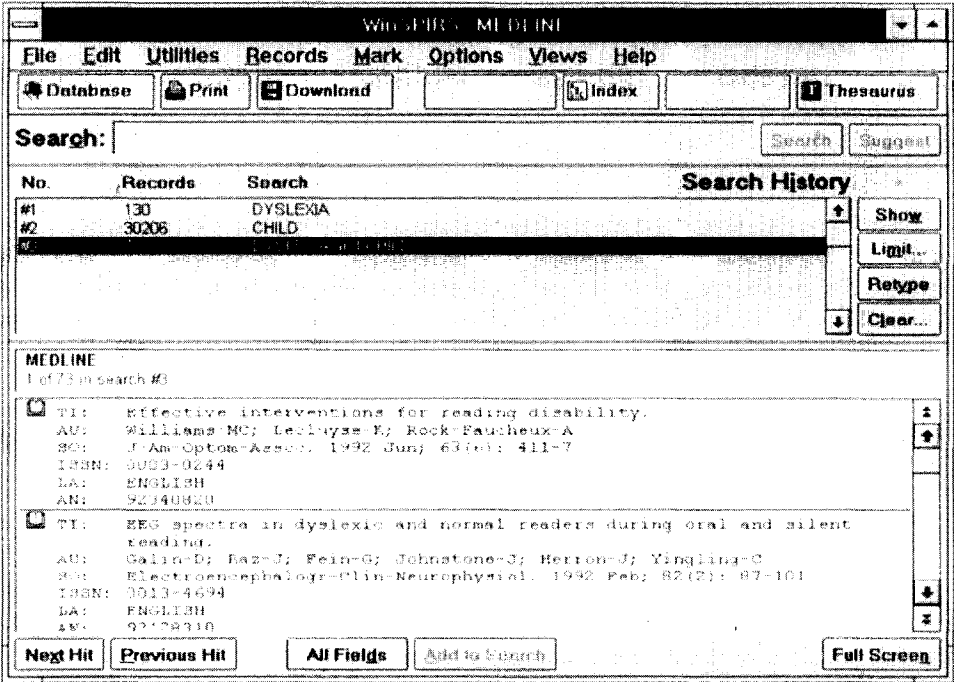 WinSPIRS MEDLINE
File Edit Utilities Records Mark Options Views Help
Database Print Download Index Thesaurus
Search: Search Suggest
No. Records Search Search History
#1 130 DYSLEXIA Show
#2 30206 CHILD
#3 Limit...
Retype
Clear...
MEDLINE
1 of 73 in search #3
TI: Effective interventions for reading disability.
AU: Williams-MC; Lecluyse-K; Rock-Faucheux-A
SO: J-Am-Optom-Assoc. 1992 Jun; 63(6): 411-7
ISSN: 0003-0244
LA: ENGLISH
AN: 92340820
TI: EEG spectra in dyslexic and normal readers during oral and silent
reading.
AU: Galin-D; Raz-J; Fein-G; Johnstone-J; Herron-J; Yingling-C
SO: Electroencephalogr-Clin-Neurophysiol. 1992 Feb; 82(2): 87-101
ISSN: 0013-4694
LA: ENGLISH
AN: 92128310
Next Hit Previous Hit All Fields Add to Search Full Screen